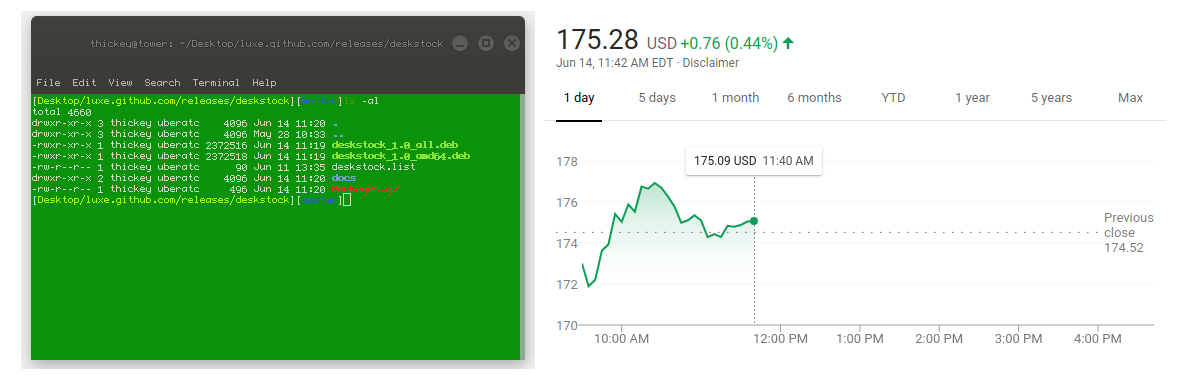 thickey@tower: ~/Desktop/luxe.github.com/releases/deskstock
File Edit View Search Terminal Help
[Desktop/luxe.github.com/releases/deskstock][master]ls -al
total 4660
drwxr-xr-x 3 thickey uberatc 4096 Jun 14 11:20 .
drwxr-xr-x 3 thickey uberatc 4096 May 28 10:33 ..
-rwxr-xr-x 1 thickey uberatc 2372516 Jun 14 11:19 deskstock_1.0_all.deb
-rwxr-xr-x 1 thickey uberatc 2372518 Jun 14 11:19 deskstock_1.0_amd64.deb
-rw-r--r-- 1 thickey uberatc 90 Jun 11 13:35 deskstock.list
drwxr-xr-x 2 thickey uberatc 4096 Jun 14 11:20 docs
-rw-r--r-- 1 thickey uberatc 496 Jun 14 11:20 Packages.gz
[Desktop/luxe.github.com/releases/deskstock][master]
175.28 USD +0.76 (0.44%)
Jun 14, 11:42 AM EDT · Disclaimer
1 day 5 days 1 month 6 months YTD 1 year 5 years Max
175.09 USD 11:40 AM
178
176
174
172
170
Previous
close
174.52
10:00 AM 12:00 PM 1:00 PM 2:00 PM 3:00 PM 4:00 PM